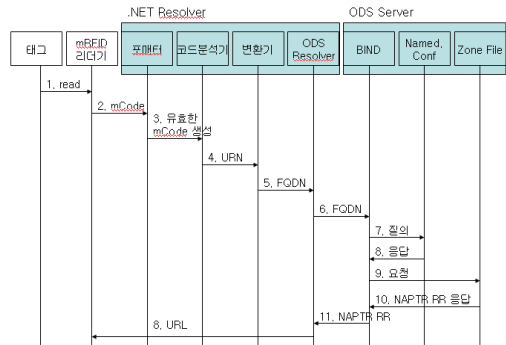 .NET Resolver
ODS Server
태그
mRFID
리더기
포매터
코드분석기
변환기
ODS
Resolver
BIND
Named,
Conf
Zone File
1, read
2, mCode
3, 유효한
mCode 생성
4, URN
5, FQDN
6, FQDN
7, 질의
8, 응답
9, 요청
10, NAPTR RR 응답
11, NAPTR RR
8, URL